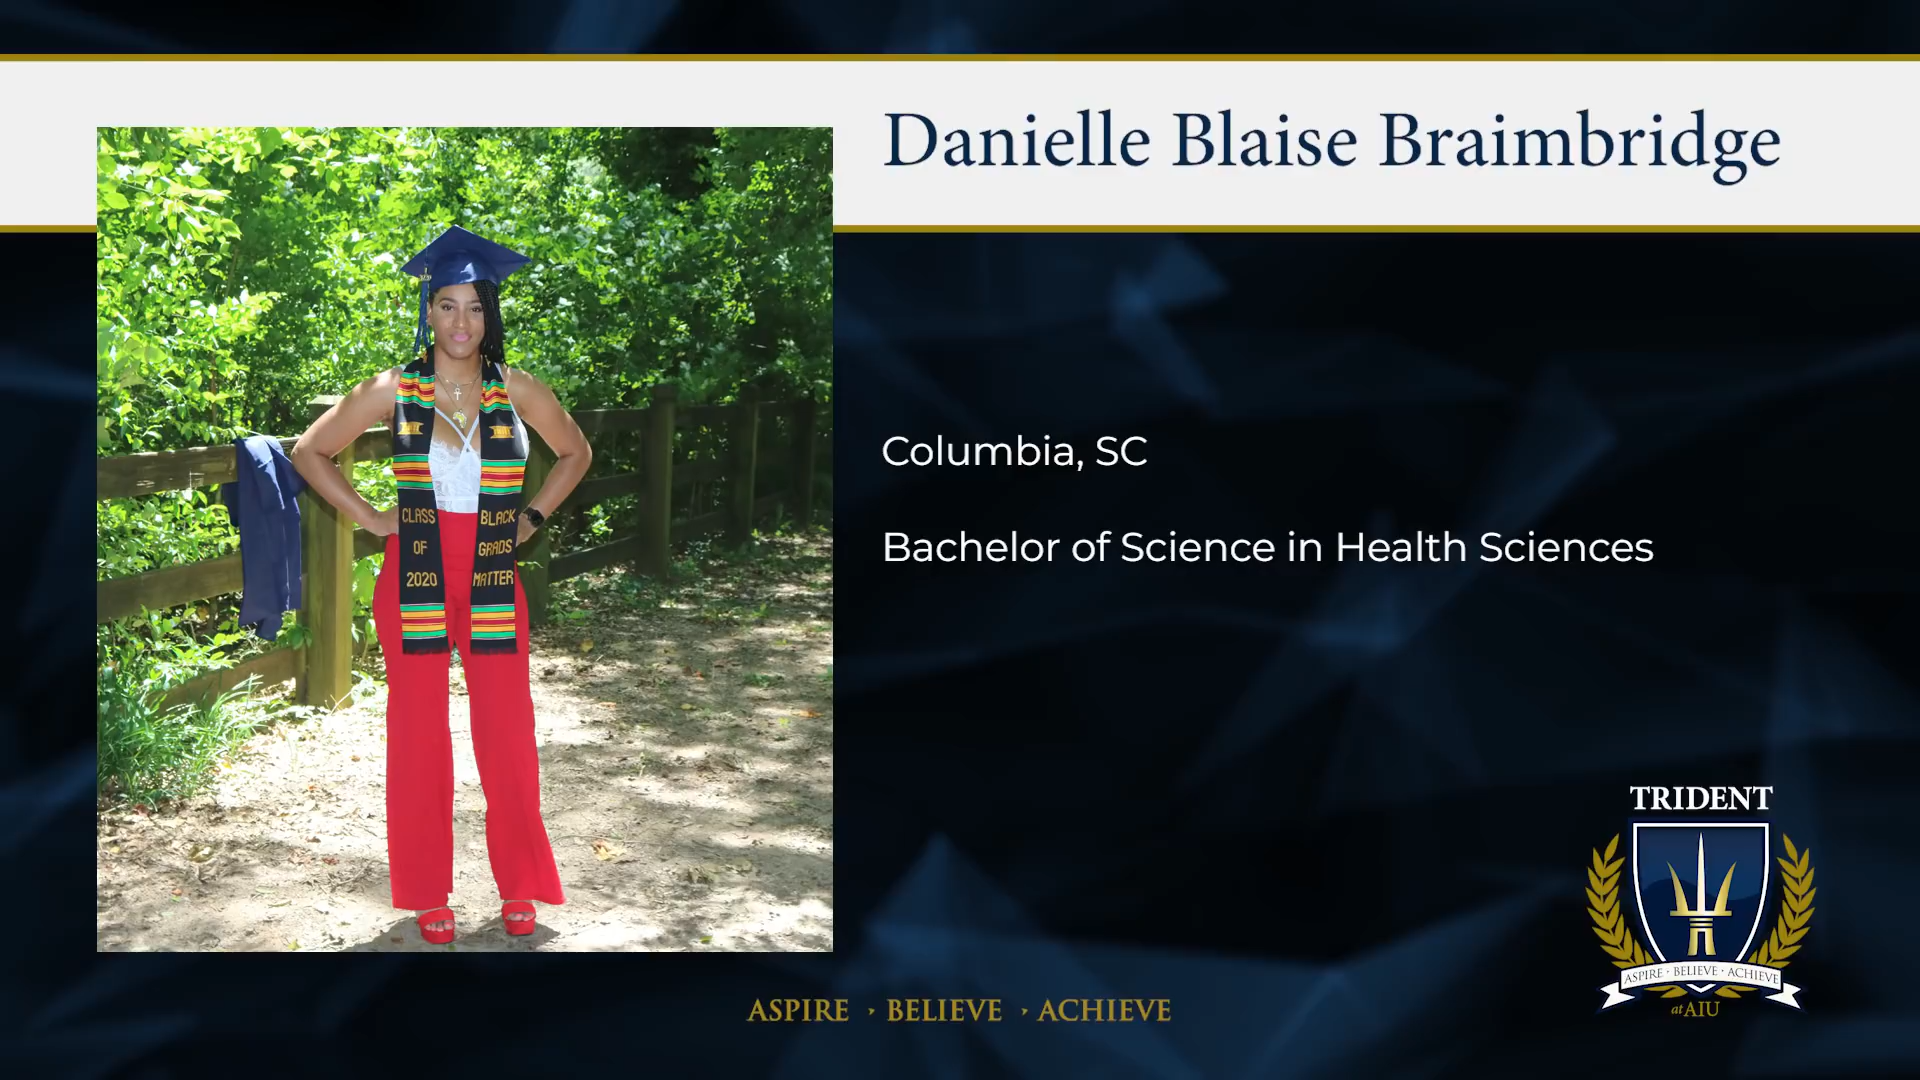 Danielle Blaise Braimbridge
Columbia, SC
Bachelor of Science in Health Sciences
CLASS
OF
2020
BLACK
GRADS
MATTER
TRIDENT
ASPIRE · BELIEVE · ACHIEVE
at AIU
ASPIRE · BELIEVE · ACHIEVE